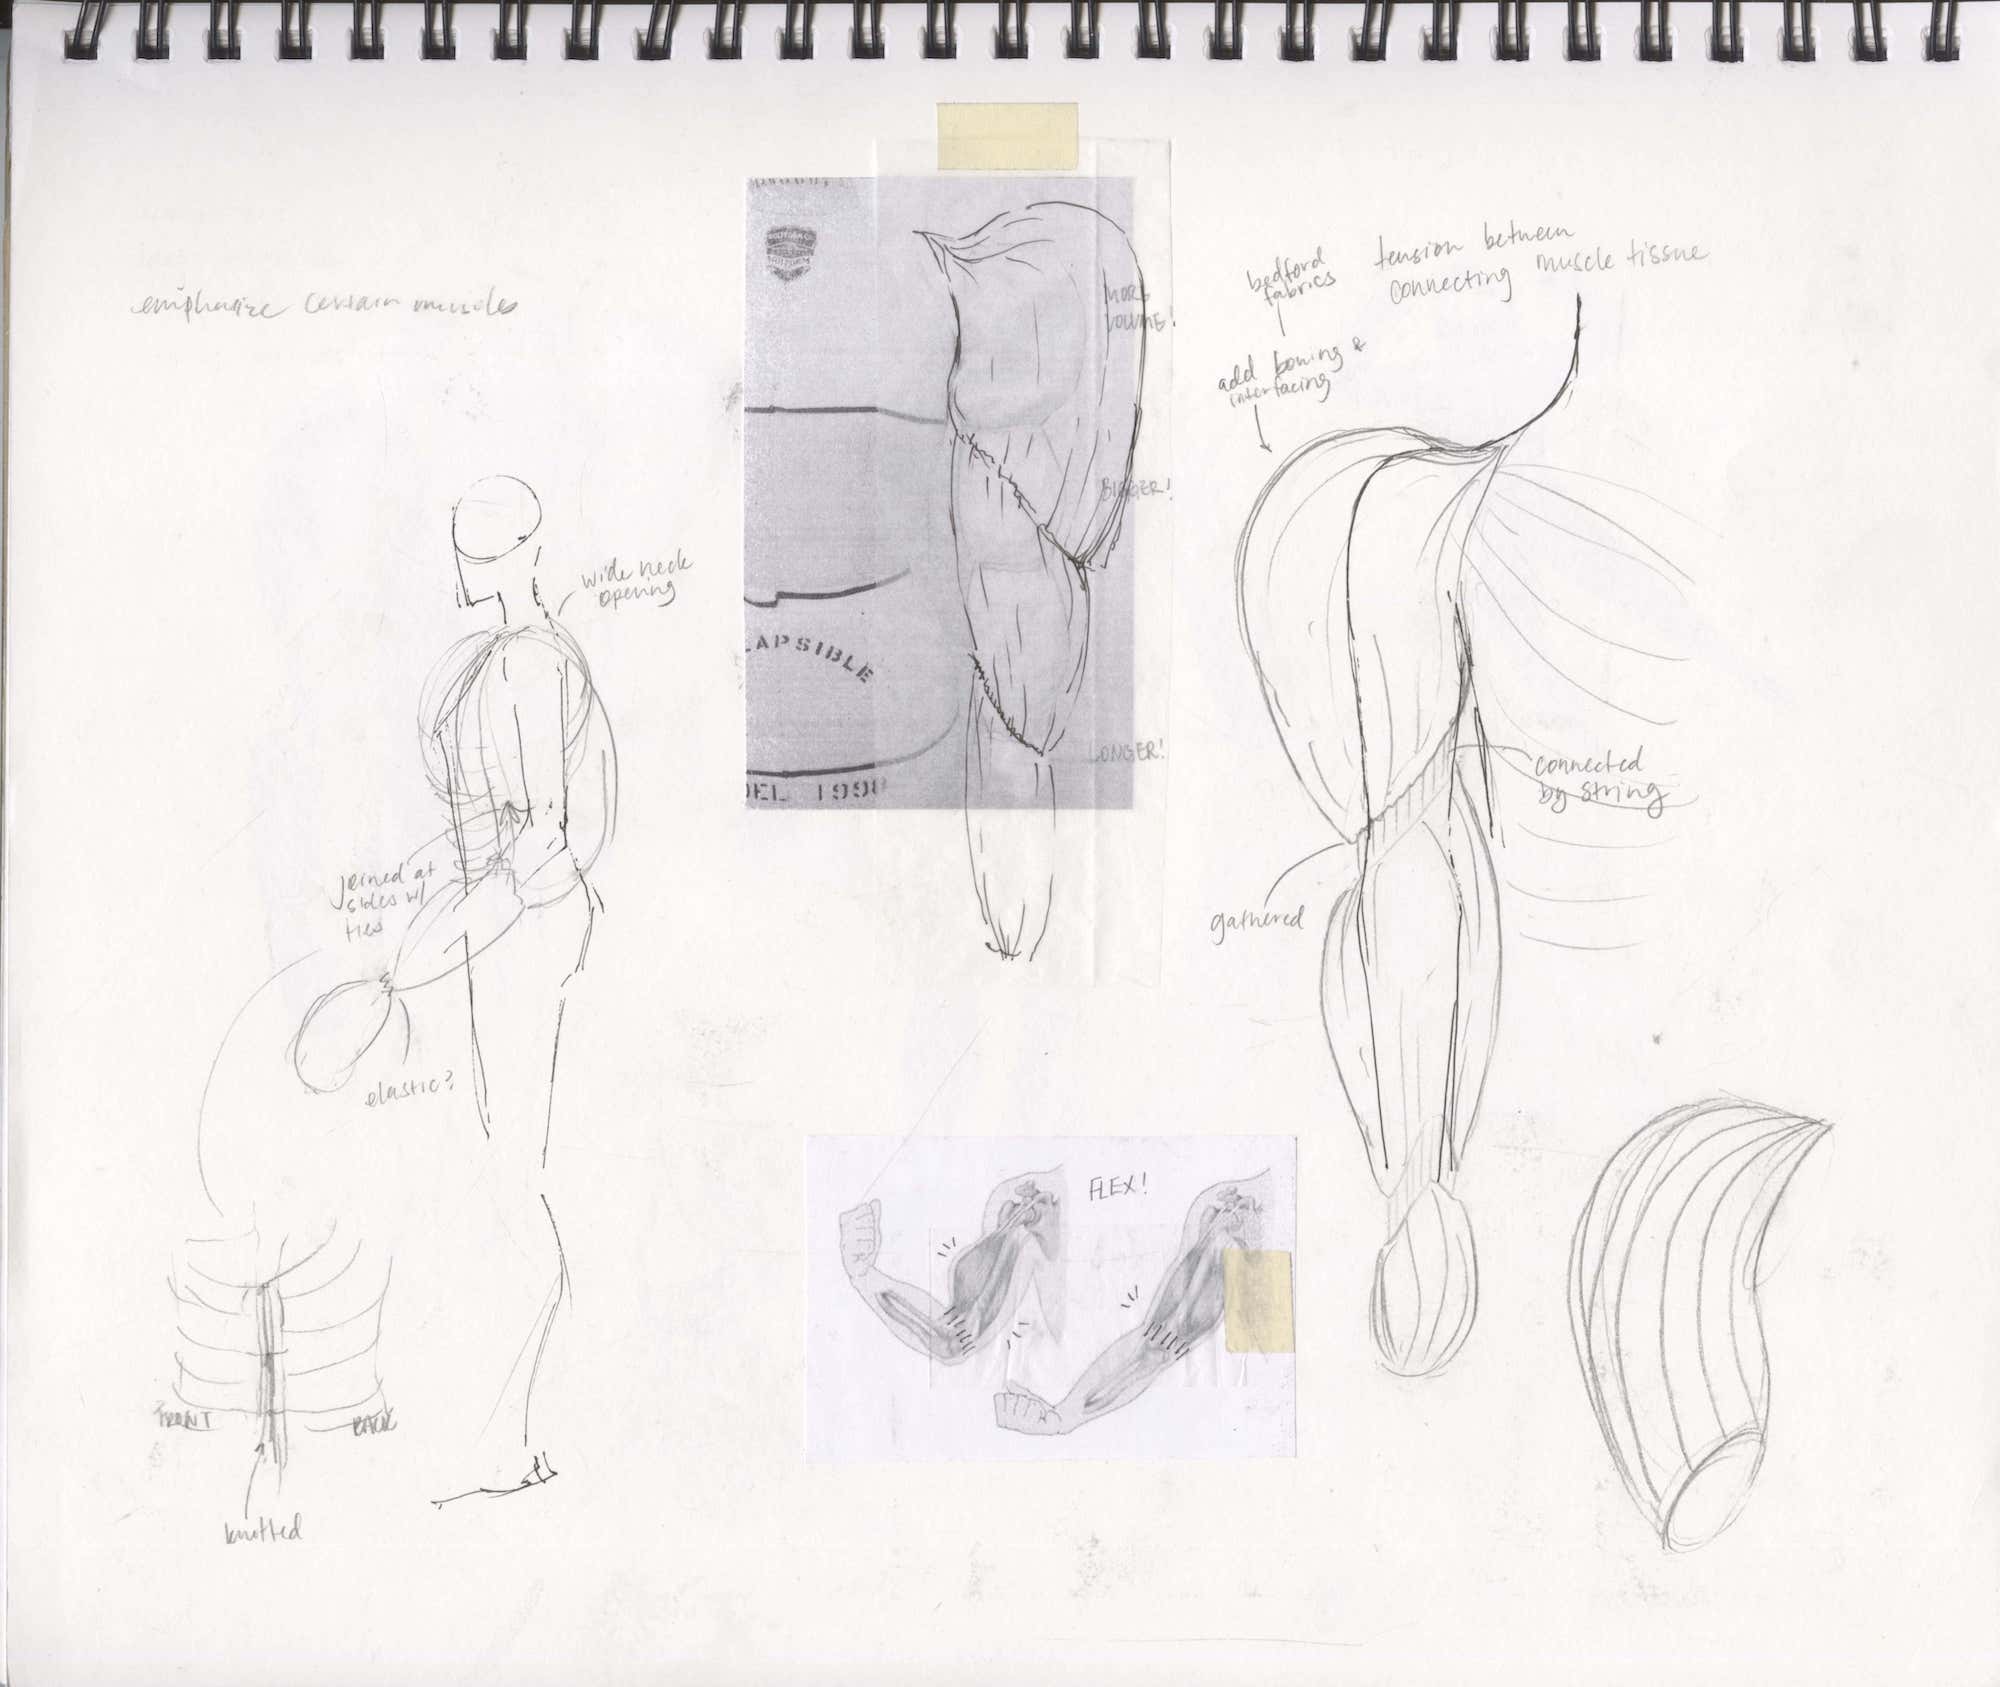 emphasize certain muscles
wide neck
opening
joined at
sides w/
ties
elastic?
FRONT
BACK
knotted
MORE
VOLUME!
BIGGER!
LONGER!
LAPSIBLE
DEL 1998
FLEX!
bedford
fabrics
add boning &
interfacing
tension between
connecting muscle tissue
connected
by string
gathered